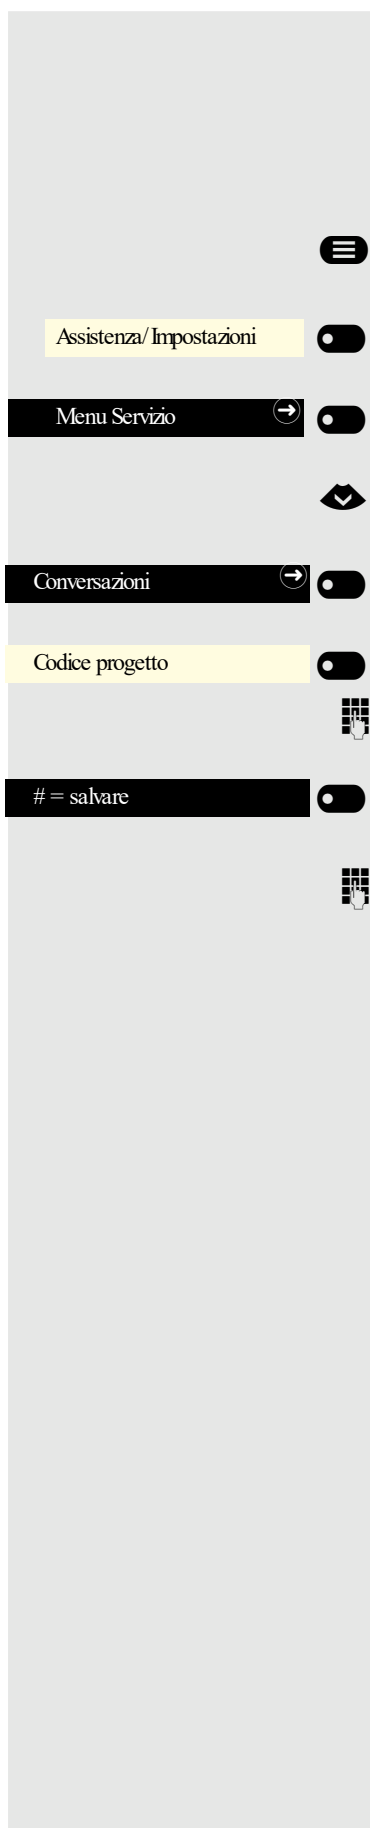 Assistenza/Impostazioni
Menu Servizio
Conversazioni
Codice progetto
# = salvare